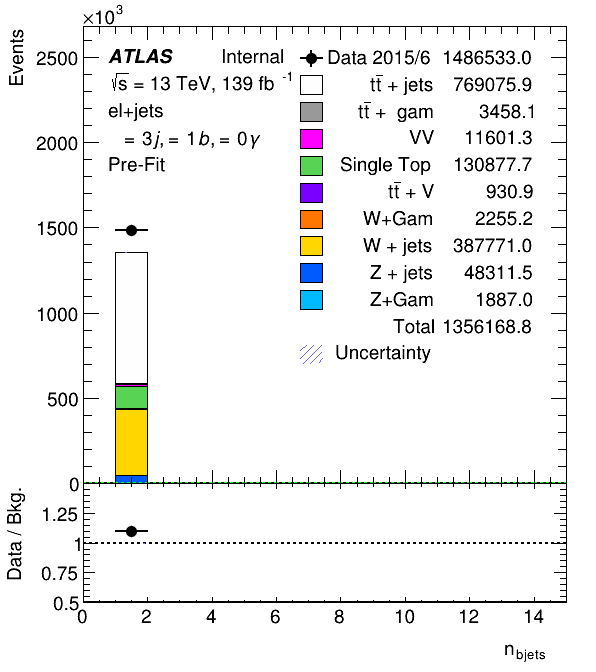 ×10³
Events
2500
2000
1500
1000
500
0
ATLAS Internal
√s = 13 TeV, 139 fb⁻¹
el+jets
= 3j, = 1b, = 0γ
Pre-Fit
Data 2015/6 1486533.0
tt̄ + jets 769075.9
tt̄ + gam 3458.1
VV 11601.3
Single Top 130877.7
tt̄ + V 930.9
W+Gam 2255.2
W + jets 387771.0
Z + jets 48311.5
Z+Gam 1887.0
Total 1356168.8
Uncertainty
Data / Bkg.
1.25
1
0.75
0.5
0 2 4 6 8 10 12 14
n_bjets